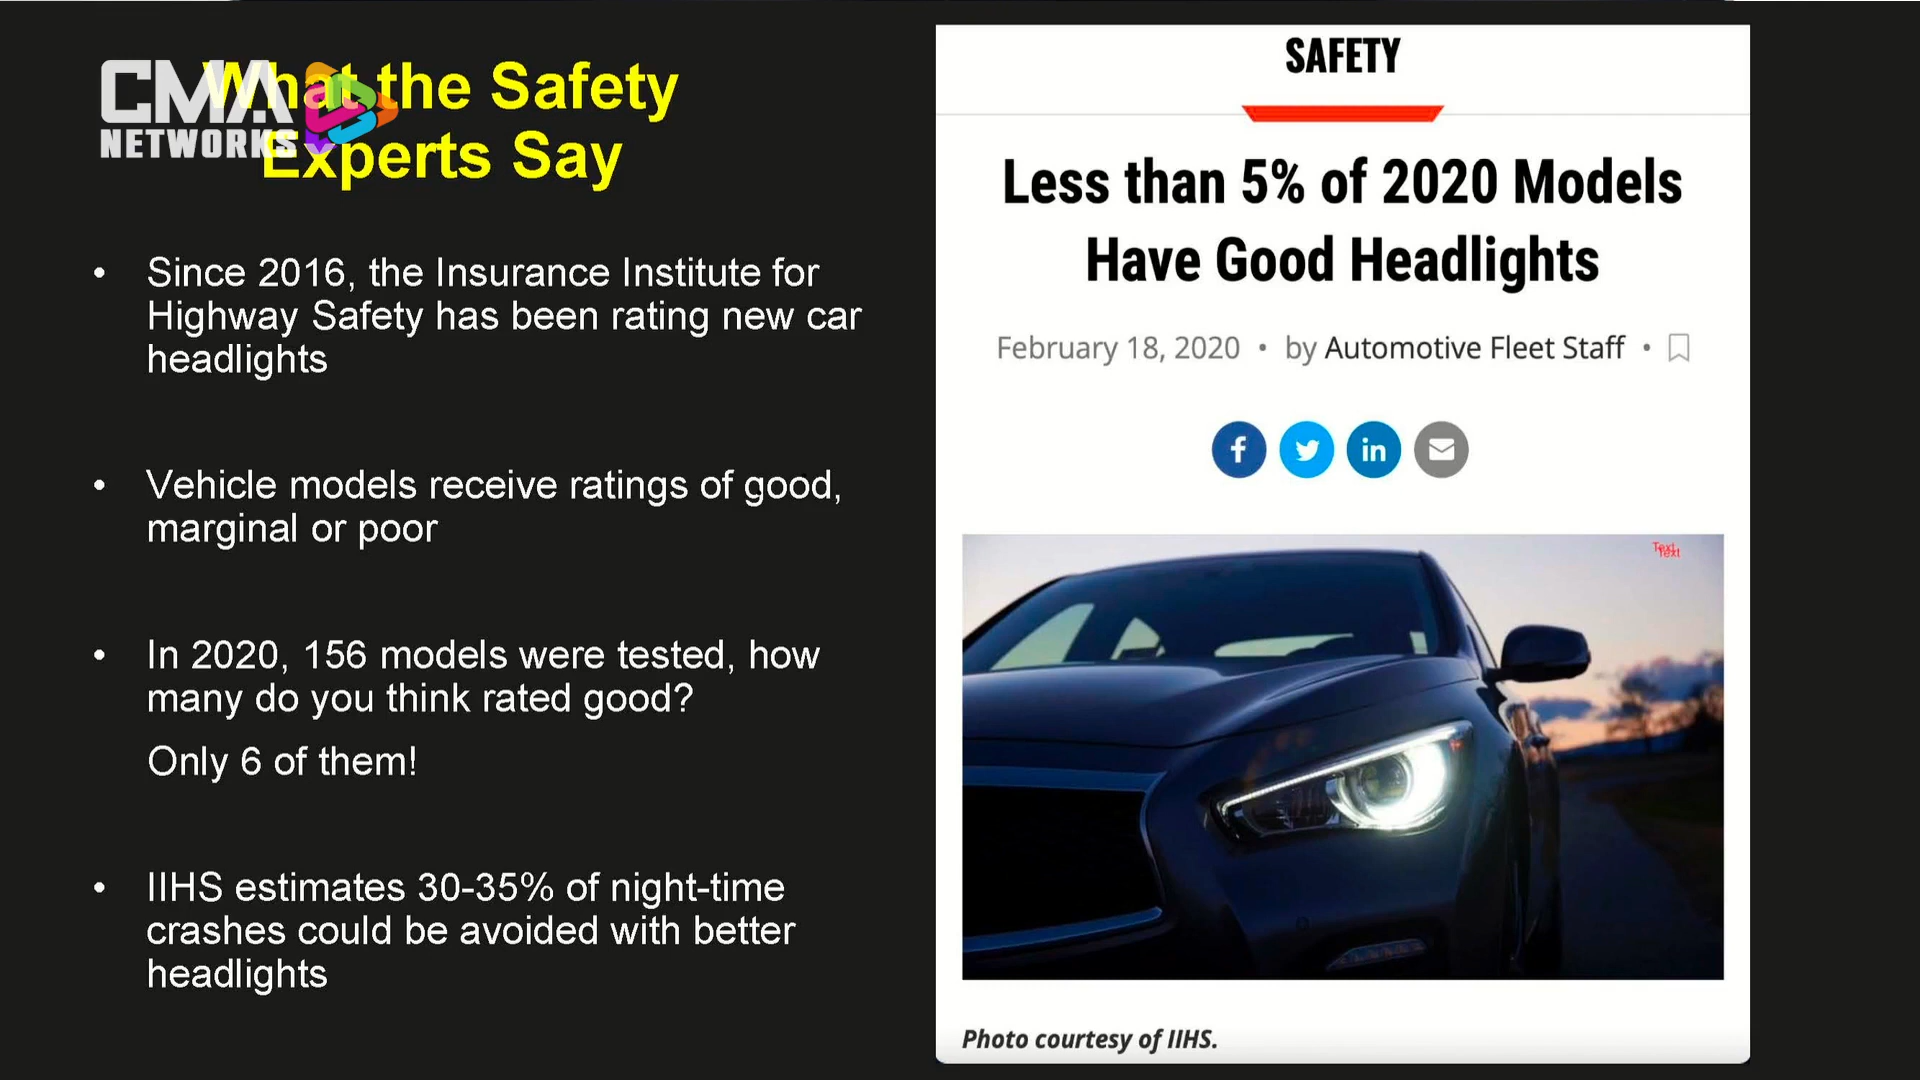 CMA
NETWORKS
What the Safety
Experts Say
• Since 2016, the Insurance Institute for
Highway Safety has been rating new car
headlights
• Vehicle models receive ratings of good,
marginal or poor
• In 2020, 156 models were tested, how
many do you think rated good?
Only 6 of them!
• IIHS estimates 30-35% of night-time
crashes could be avoided with better
headlights
SAFETY
Less than 5% of 2020 Models
Have Good Headlights
February 18, 2020 • by Automotive Fleet Staff •
f in
Text
Text
Photo courtesy of IIHS.